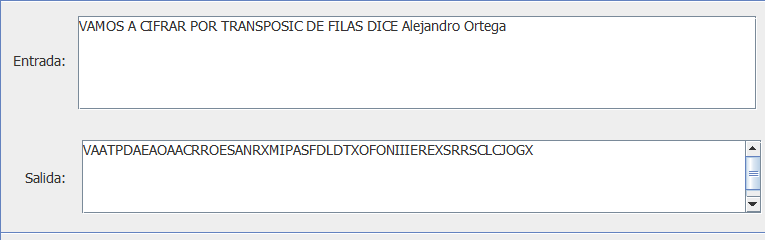 Entrada:
VAMOS A CIFRAR POR TRANSPOSIC DE FILAS DICE Alejandro Ortega
Salida:
VAATPDAEAOAACRROESANRXMIPASFDLDTXOFONIIIEREXSRRSCLCJOGX